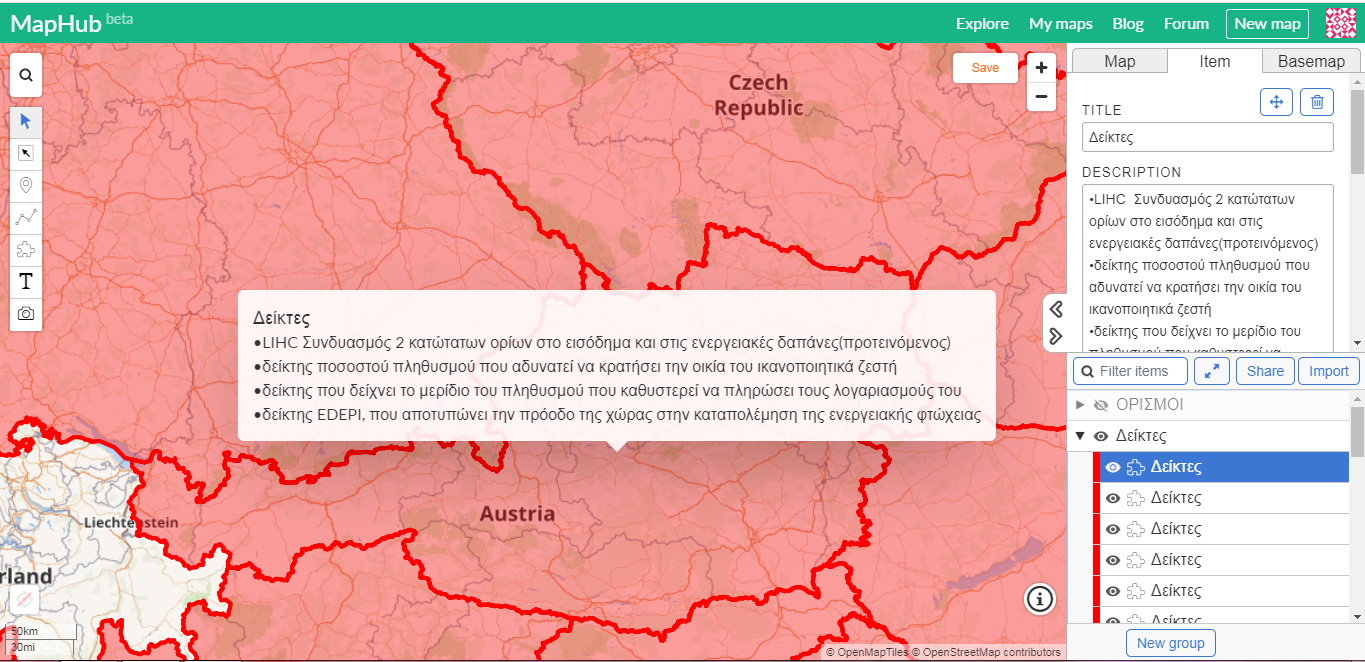 MapHub beta
Explore My maps Blog Forum New map
Save
+
−
Czech
Republic
Map Item Basemap
TITLE
Δείκτες
DESCRIPTION
•LIHC Συνδυασμός 2 κατώτατων
ορίων στο εισόδημα και στις
ενεργειακές δαπάνες(προτεινόμενος)
•δείκτης ποσοστού πληθυσμού που
αδυνατεί να κρατήσει την οικία του
ικανοποιητικά ζεστή
•δείκτης που δείχνει το μερίδιο του
πληθυσμού που καθυστερεί να
T
Δείκτες
•LIHC Συνδυασμός 2 κατώτατων ορίων στο εισόδημα και στις ενεργειακές δαπάνες(προτεινόμενος)
•δείκτης ποσοστού πληθυσμού που αδυνατεί να κρατήσει την οικία του ικανοποιητικά ζεστή
•δείκτης που δείχνει το μερίδιο του πληθυσμού που καθυστερεί να πληρώσει τους λογαριασμούς του
•δείκτης EDEPI, που αποτυπώνει την πρόοδο της χώρας στην καταπολέμηση της ενεργειακής φτώχειας
Filter items Share Import
ΟΡΙΣΜΟΙ
Δείκτες
Δείκτες
Δείκτες
Δείκτες
Δείκτες
Δείκτες
Δείκτες
New group
Austria
Liechtenstein
rland
50km
30mi
© OpenMapTiles © OpenStreetMap contributors